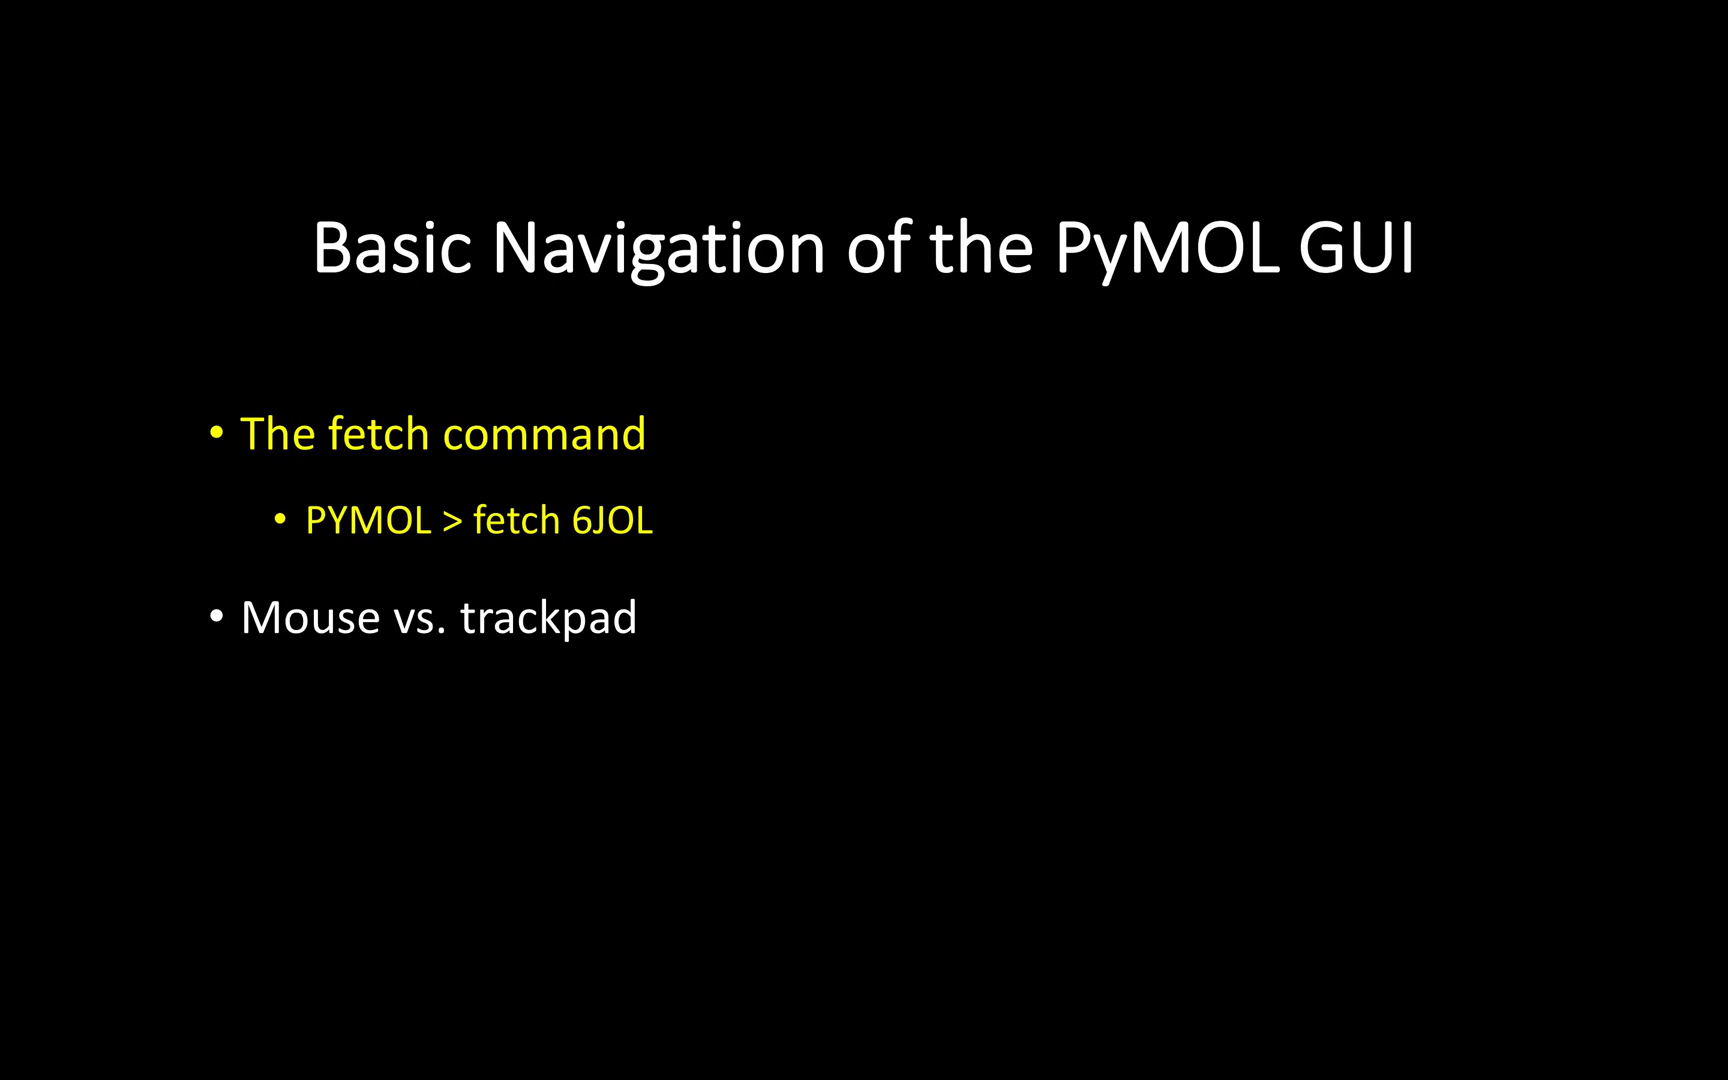 Basic Navigation of the PyMOL GUI
• The fetch command
• PYMOL > fetch 6JOL
• Mouse vs. trackpad